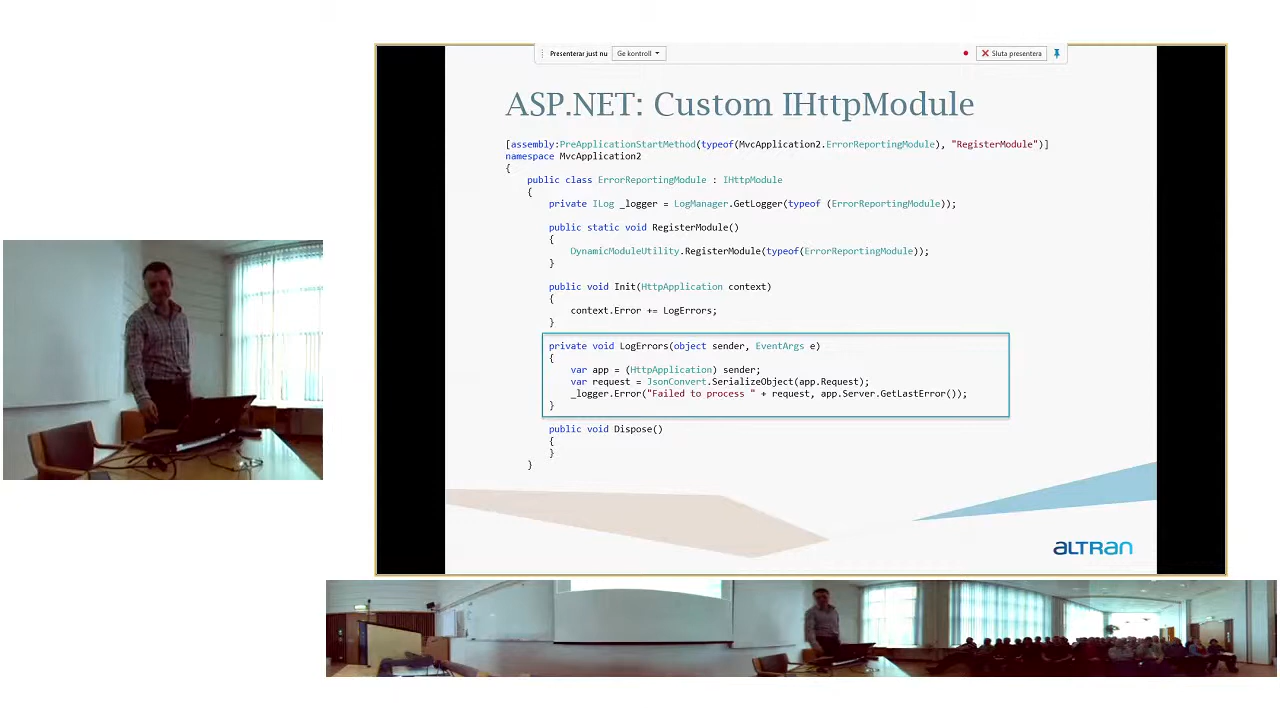 Presenterar just nu Ge kontroll Sluta presentera
ASP.NET: Custom IHttpModule
[assembly:PreApplicationStartMethod(typeof(MvcApplication2.ErrorReportingModule), "RegisterModule")]
namespace MvcApplication2
{
public class ErrorReportingModule : IHttpModule
{
private ILog _logger = LogManager.GetLogger(typeof (ErrorReportingModule));
public static void RegisterModule()
{
DynamicModuleUtility.RegisterModule(typeof(ErrorReportingModule));
}
public void Init(HttpApplication context)
{
context.Error += LogErrors;
}
private void LogErrors(object sender, EventArgs e)
{
var app = (HttpApplication) sender;
var request = JsonConvert.SerializeObject(app.Request);
_logger.Error("Failed to process " + request, app.Server.GetLastError());
}
public void Dispose()
{
}
}
ALTRAN